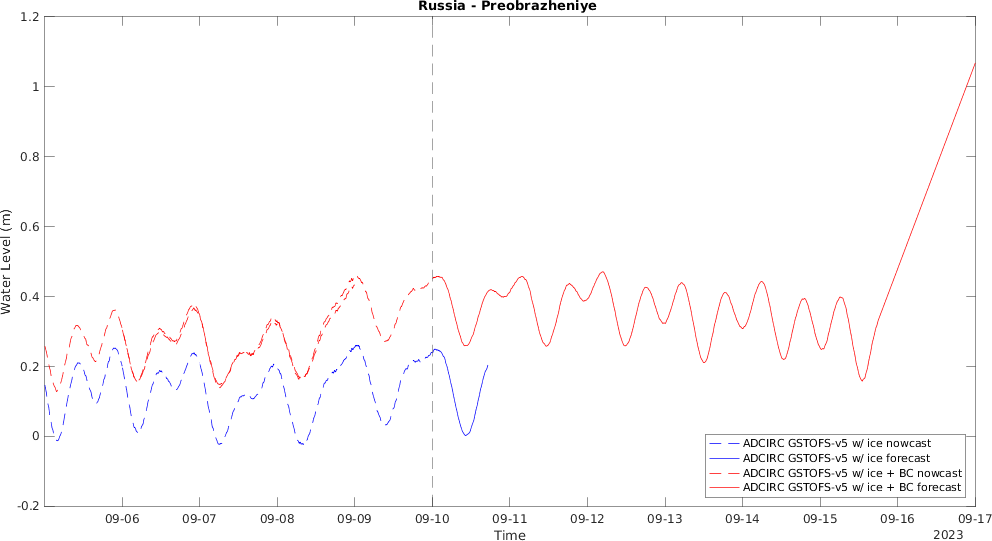 Russia - Preobrazheniye
1.2
1
0.8
0.6
0.4
0.2
0
-0.2
Water Level (m)
ADCIRC GSTOFS-v5 w/ ice nowcast
ADCIRC GSTOFS-v5 w/ ice forecast
ADCIRC GSTOFS-v5 w/ ice + BC nowcast
ADCIRC GSTOFS-v5 w/ ice + BC forecast
09-06 09-07 09-08 09-09 09-10 09-11 09-12 09-13 09-14 09-15 09-16 09-17
Time
2023